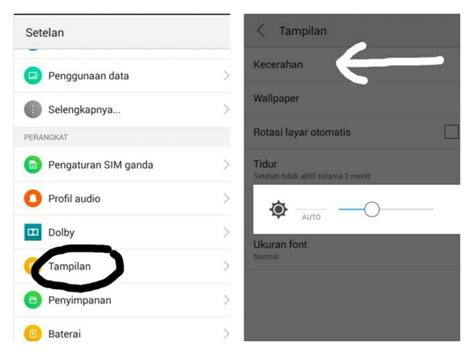 Setelan
Penggunaan data
Selengkapnya...
PERANGKAT
Pengaturan SIM ganda
Profil audio
Dolby
Tampilan
Penyimpanan
Baterai
Tampilan
Kecerahan
Wallpaper
Rotasi layar otomatis
Tidur
Setelah tidak aktif selama 2 menit
AUTO
Ukuran font
Normal